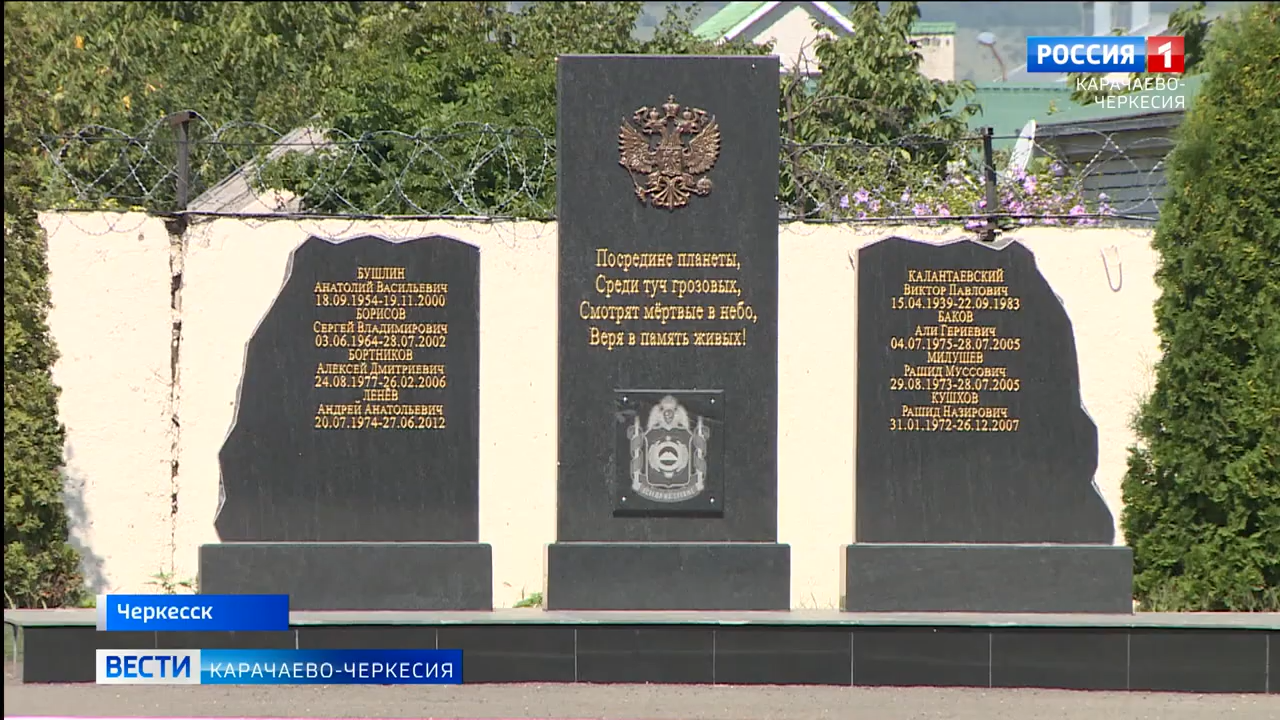 РОССИЯ 1
КАРАЧАЕВО-
ЧЕРКЕСИЯ
БУШЛИН
АНАТОЛИЙ ВАСИЛЬЕВИЧ
18.09.1954-19.11.2000
БОРИСОВ
СЕРГЕЙ ВЛАДИМИРОВИЧ
03.06.1964-28.07.2002
БОРТНИКОВ
АЛЕКСЕЙ ДМИТРИЕВИЧ
24.08.1977-26.02.2006
ЛЕНЁВ
АНДРЕЙ АНАТОЛЬЕВИЧ
20.07.1974-27.06.2012
Посредине планеты,
Среди туч грозовых,
Смотрят мёртвые в небо,
Веря в память живых!
КАЛАНТАЕВСКИЙ
ВИКТОР ПАВЛОВИЧ
15.04.1939-22.09.1983
БАКОВ
АЛИ ГЕРИЕВИЧ
04.07.1975-28.07.2005
МИЛУШЕВ
РАШИД МУССОВИЧ
29.08.1973-28.07.2005
КУШХОВ
РАШИД НАЗИРОВИЧ
31.01.1972-26.12.2007
Черкесск
ВЕСТИ КАРАЧАЕВО-ЧЕРКЕСИЯ